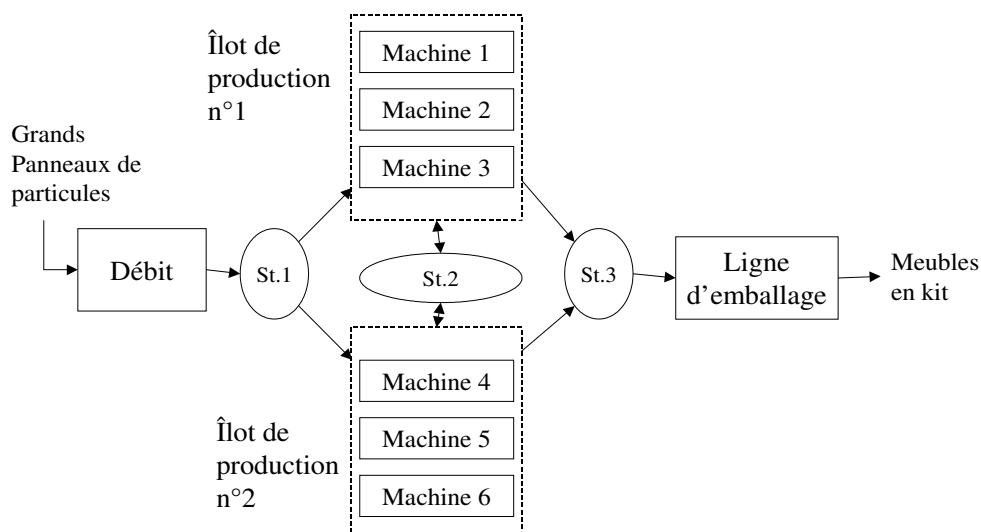 Îlot de
production
n°1
Machine 1
Machine 2
Machine 3
Grands
Panneaux de
particules
Débit
St.1
St.2
St.3
Ligne
d'emballage
Meubles
en kit
Îlot de
production
n°2
Machine 4
Machine 5
Machine 6